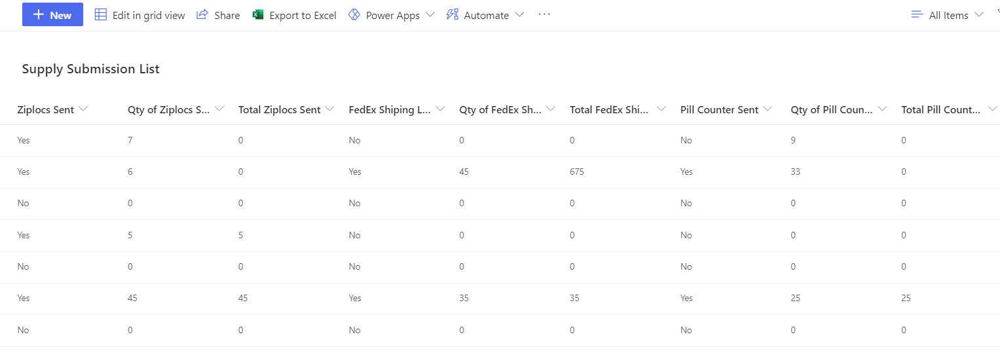 New Edit in grid view Share Export to Excel Power Apps Automate ... All Items
Supply Submission List
Ziplocs Sent Qty of Ziplocs S... Total Ziplocs Sent FedEx Shiping L... Qty of FedEx Sh... Total FedEx Shi... Pill Counter Sent Qty of Pill Coun... Total Pill Count...
Yes 7 0 No 0 0 No 9 0
Yes 6 0 Yes 45 675 Yes 33 0
No 0 0 No 0 0 No 0 0
Yes 5 5 No 0 0 No 0 0
No 0 0 No 0 0 No 0 0
Yes 45 45 Yes 35 35 Yes 25 25
No 0 0 No 0 0 No 0 0